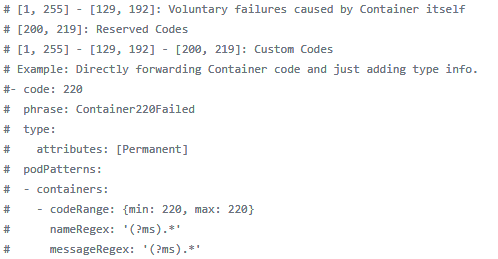 # [1, 255] - [129, 192]: Voluntary failures caused by Container itself
# [200, 219]: Reserved Codes
# [1, 255] - [129, 192] - [200, 219]: Custom Codes
# Example: Directly forwarding Container code and just adding type info.
#- code: 220
#  phrase: Container220Failed
#  type:
#    attributes: [Permanent]
#  podPatterns:
#  - containers:
#    - codeRange: {min: 220, max: 220}
#      nameRegex: '(?ms).*'
#      messageRegex: '(?ms).*'